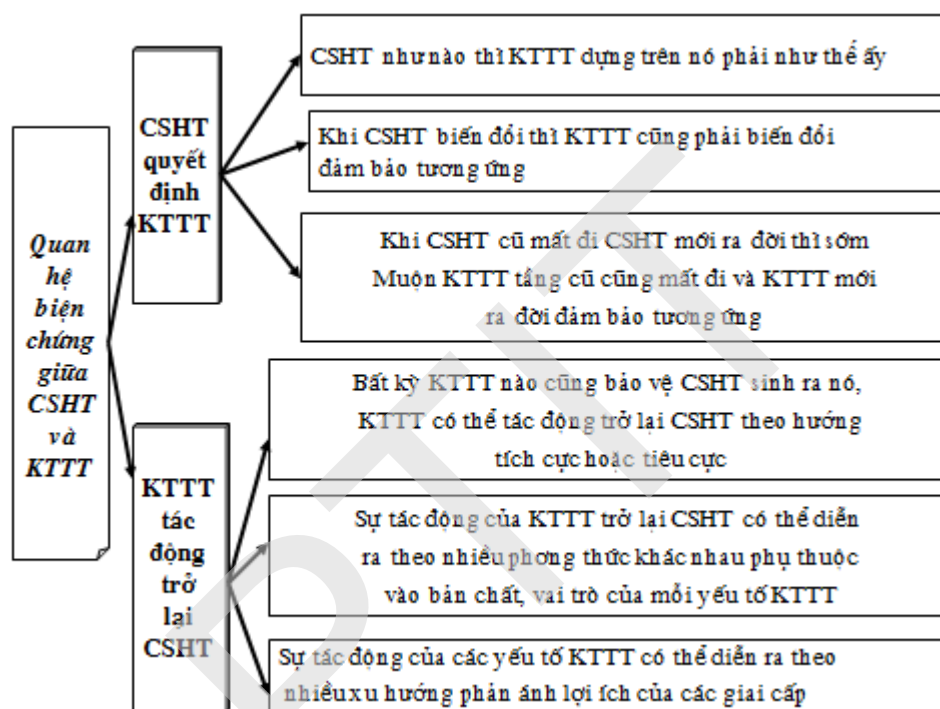 Quan
hệ
biện
chứng
giữa
CSHT
và
KTTT
CSHT
quyết
định
KTTT
CSHT như nào thì KTTT dựng trên nó phải như thể ấy
Khi CSHT biến đổi thì KTTT cũng phải biến đổi
đảm bảo tương ứng
Khi CSHT cũ mất đi CSHT mới ra đời thì sớm
Muộn KTTT tầng cũ cũng mất đi và KTTT mới
ra đời đảm bảo tương ứng
KTTT
tác
động
trở
lại
CSHT
Bất kỳ KTTT nào cũng bảo vệ CSHT sinh ra nó,
KTTT có thể tác động trở lại CSHT theo hướng
tích cực hoặc tiêu cực
Sự tác động của KTTT trở lại CSHT có thể diễn
ra theo nhiều phơng thức khác nhau phụ thuộc
vào bản chất, vai trò của mỗi yếu tố KTTT
Sự tác động của các yếu tố KTTT có thể diễn ra theo
nhiều xu hướng phản ánh lợi ích của các giai cấp
PTIT